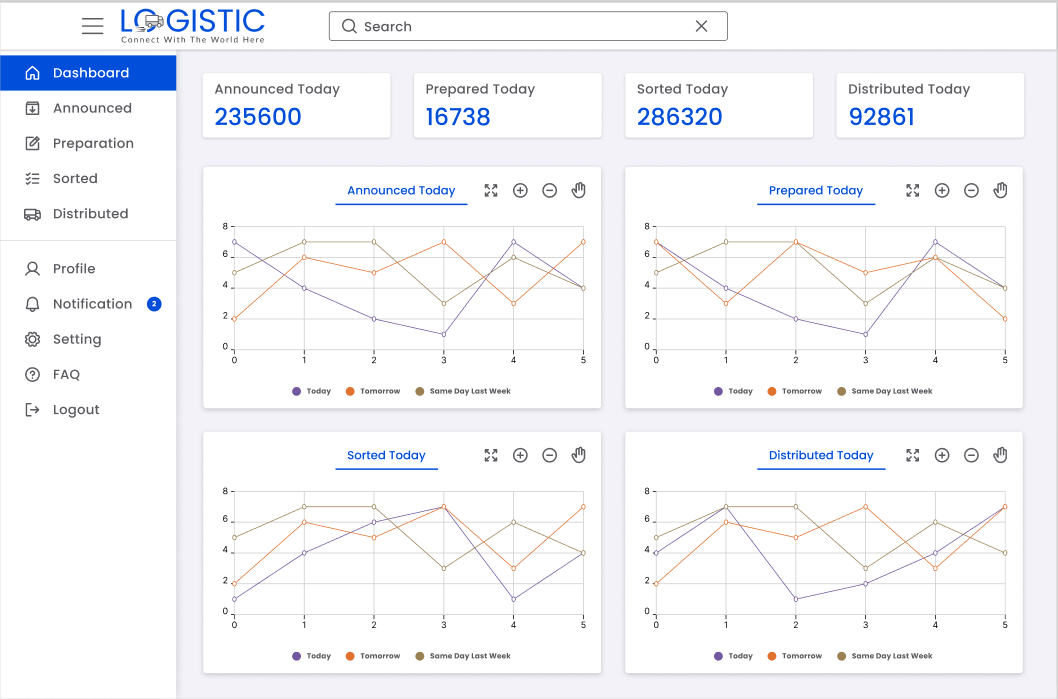 LOGISTIC
Connect With The World Here
Search
Dashboard
Announced
Preparation
Sorted
Distributed
Profile
Notification 2
Setting
FAQ
Logout
Announced Today
235600
Prepared Today
16738
Sorted Today
286320
Distributed Today
92861
Announced Today
8
6
4
2
0
0 1 2 3 4 5
Today Tomorrow Same Day Last Week
Prepared Today
8
6
4
2
0
0 1 2 3 4 5
Today Tomorrow Same Day Last Week
Sorted Today
8
6
4
2
0
0 1 2 3 4 5
Today Tomorrow Same Day Last Week
Distributed Today
8
6
4
2
0
0 1 2 3 4 5
Today Tomorrow Same Day Last Week